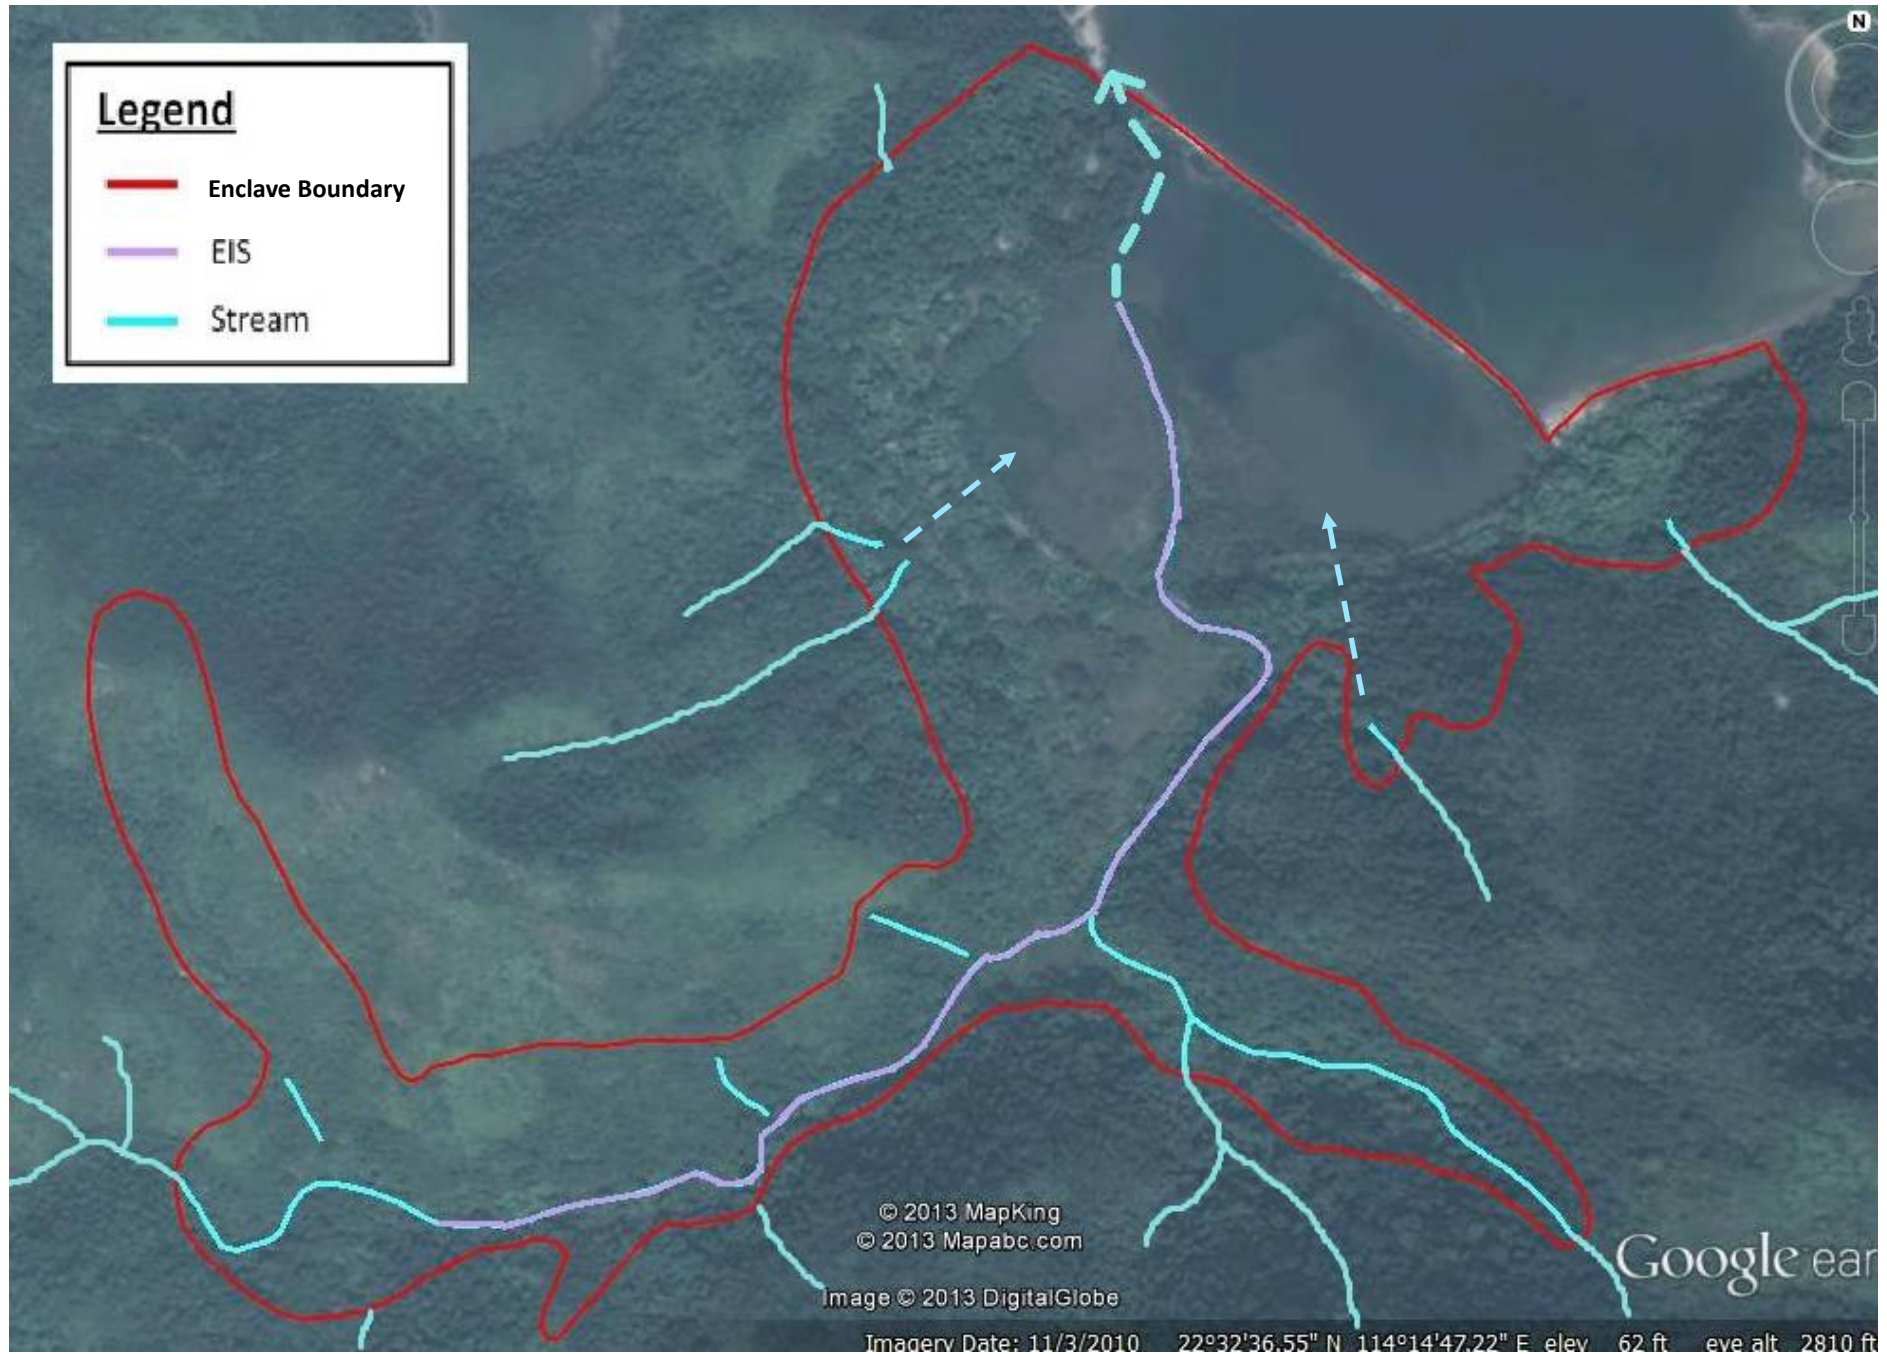 N
Legend
Enclave Boundary
EIS
Stream
© 2013 MapKing
© 2013 Mapabc.com
Image © 2013 DigitalGlobe
Google ear
Imagery Date: 11/3/2010 22°32'36.55" N 114°14'47.22" E elev 62 ft eye alt 2810 ft